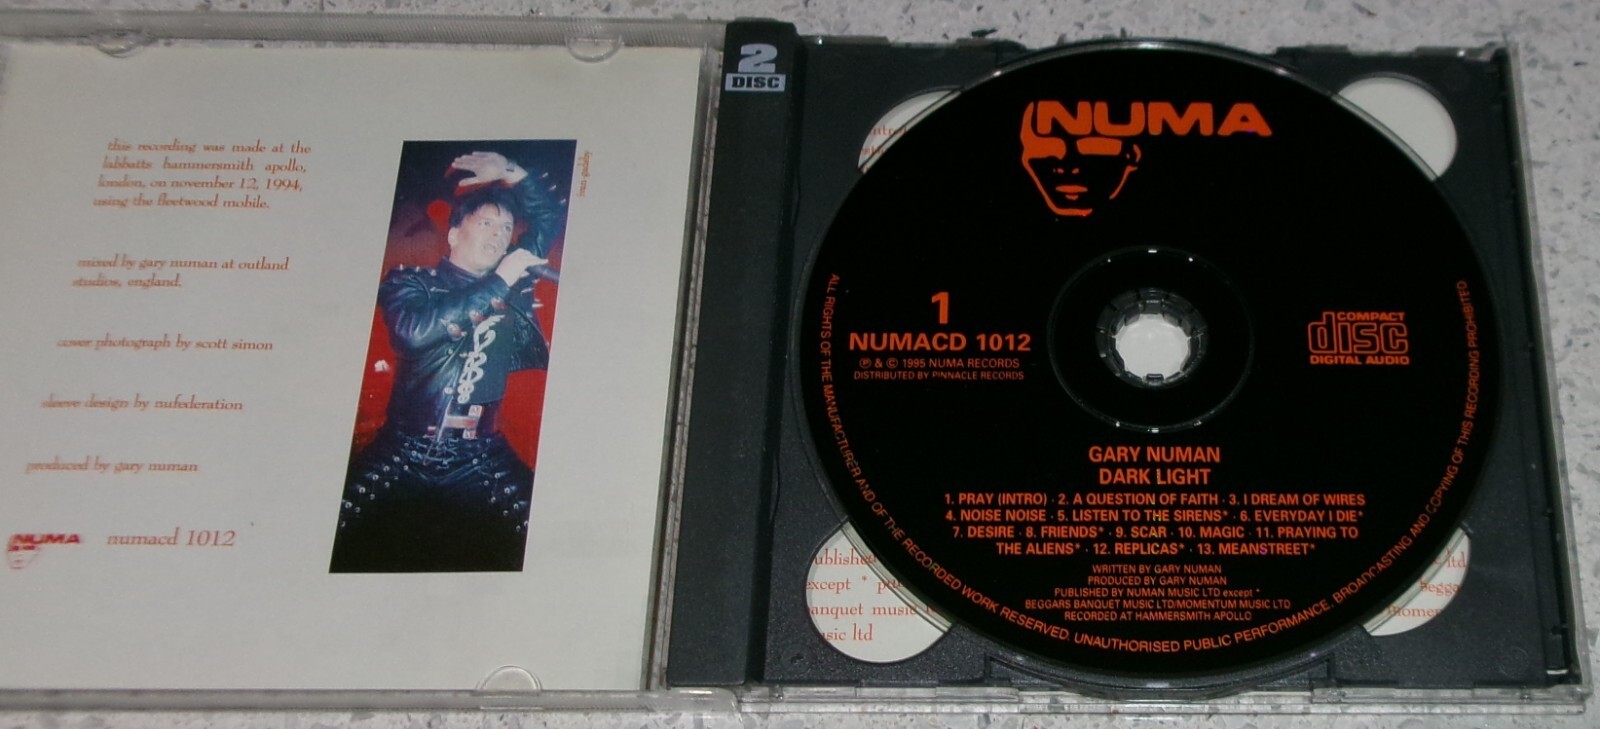 this recording was made at the
labbatts hammersmith apollo,
london, on november 12, 1994,
using the fleetwood mobile.
mixed by gary numan at outland
studios, england.
cover photograph by scott simon
sleeve design by nufederation
produced by gary numan
NUMA numacd 1012
2
DISC
NUMA
1
NUMACD 1012
℗ & © 1995 NUMA RECORDS
DISTRIBUTED BY PINNACLE RECORDS
COMPACT
disc
DIGITAL AUDIO
GARY NUMAN
DARK LIGHT
1. PRAY (INTRO) · 2. A QUESTION OF FAITH · 3. I DREAM OF WIRES
4. NOISE NOISE · 5. LISTEN TO THE SIRENS* · 6. EVERYDAY I DIE*
7. DESIRE · 8. FRIENDS* · 9. SCAR · 10. MAGIC · 11. PRAYING TO
THE ALIENS* · 12. REPLICAS* · 13. MEANSTREET*
WRITTEN BY GARY NUMAN
PRODUCED BY GARY NUMAN
PUBLISHED BY NUMAN MUSIC LTD except *
BEGGARS BANQUET MUSIC LTD/MOMENTUM MUSIC LTD
RECORDED AT HAMMERSMITH APOLLO
ALL RIGHTS OF THE MANUFACTURER AND OF THE RECORDED WORK RESERVED. UNAUTHORISED PUBLIC PERFORMANCE, BROADCASTING AND COPYING OF THIS RECORDING PROHIBITED
except *
banquet music
ltd